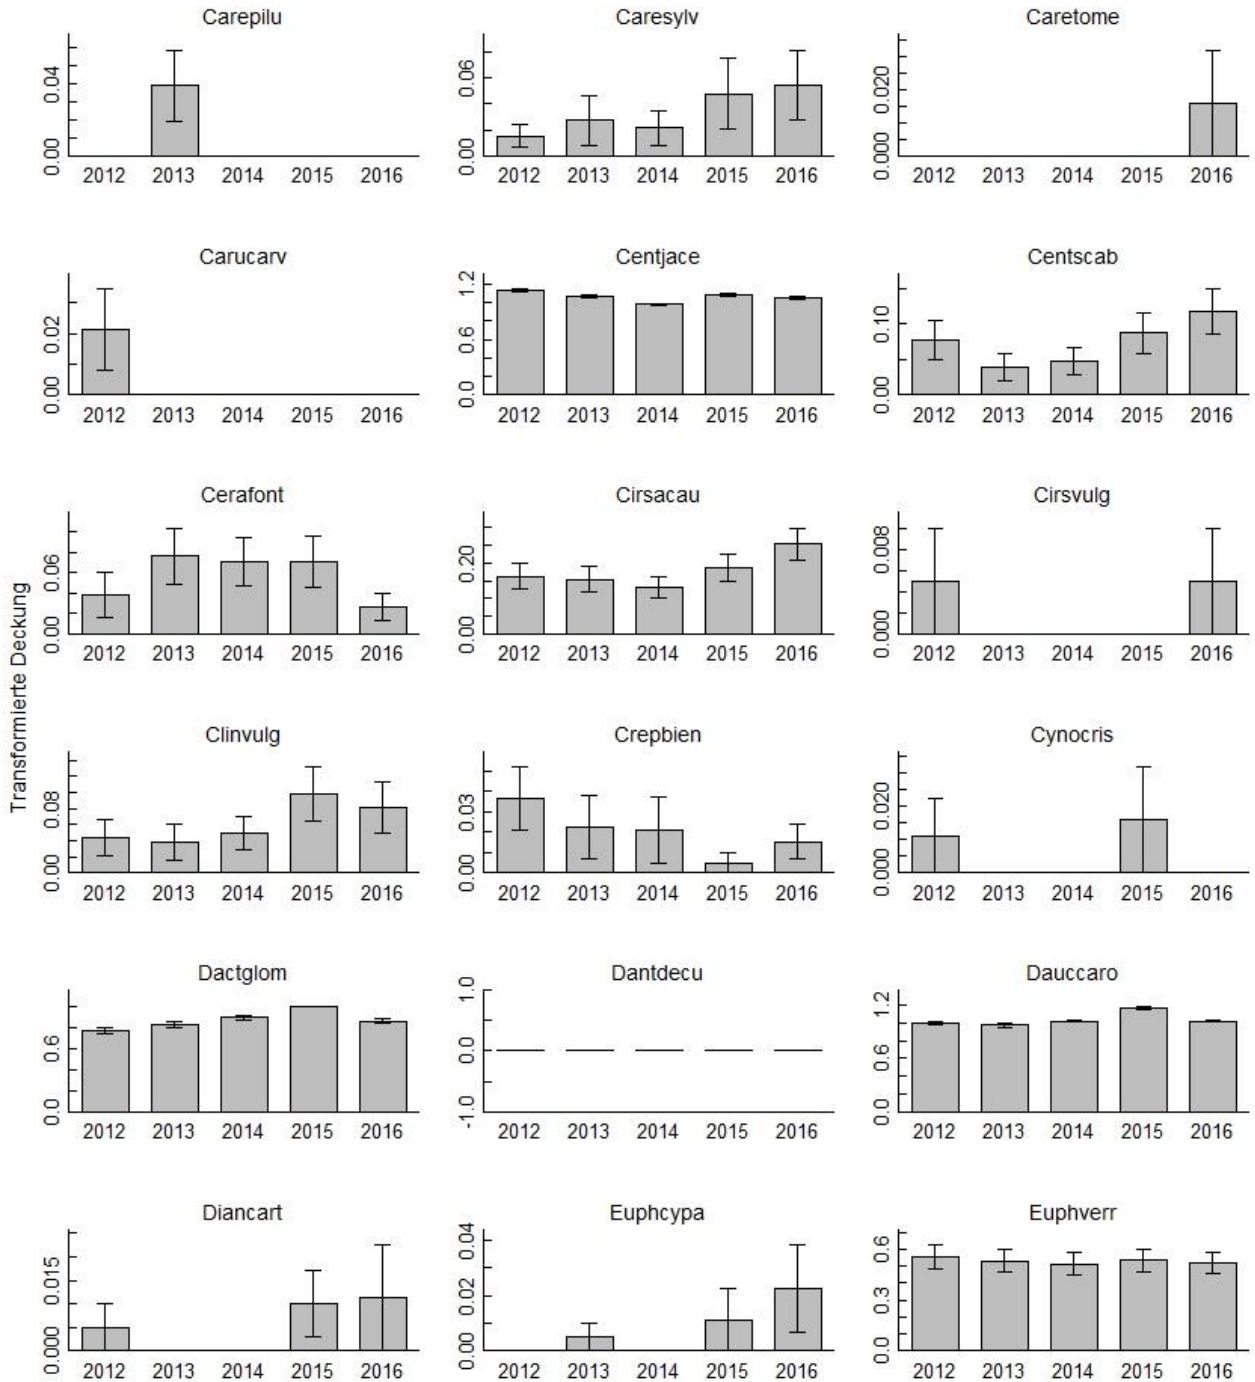 Transformierte Deckung
Carepilu
0.00 0.04
2012 2013 2014 2015 2016
Caresylv
0.00 0.06
2012 2013 2014 2015 2016
Caretome
0.000 0.020
2012 2013 2014 2015 2016
Carucarv
0.00 0.02
2012 2013 2014 2015 2016
Centjace
0.0 0.6 1.2
2012 2013 2014 2015 2016
Centscab
0.00 0.10
2012 2013 2014 2015 2016
Cerafont
0.00 0.06
2012 2013 2014 2015 2016
Cirsacau
0.00 0.20
2012 2013 2014 2015 2016
Cirsvulg
0.000 0.008
2012 2013 2014 2015 2016
Clinvulg
0.00 0.08
2012 2013 2014 2015 2016
Crepbien
0.00 0.03
2012 2013 2014 2015 2016
Cynocris
0.000 0.020
2012 2013 2014 2015 2016
Dactglom
0.0 0.6
2012 2013 2014 2015 2016
Dantdecu
-1.0 0.0 1.0
2012 2013 2014 2015 2016
Dauccaro
0.0 0.6 1.2
2012 2013 2014 2015 2016
Diancart
0.000 0.015
2012 2013 2014 2015 2016
Euphcypa
0.00 0.02 0.04
2012 2013 2014 2015 2016
Euphverr
0.0 0.3 0.6
2012 2013 2014 2015 2016